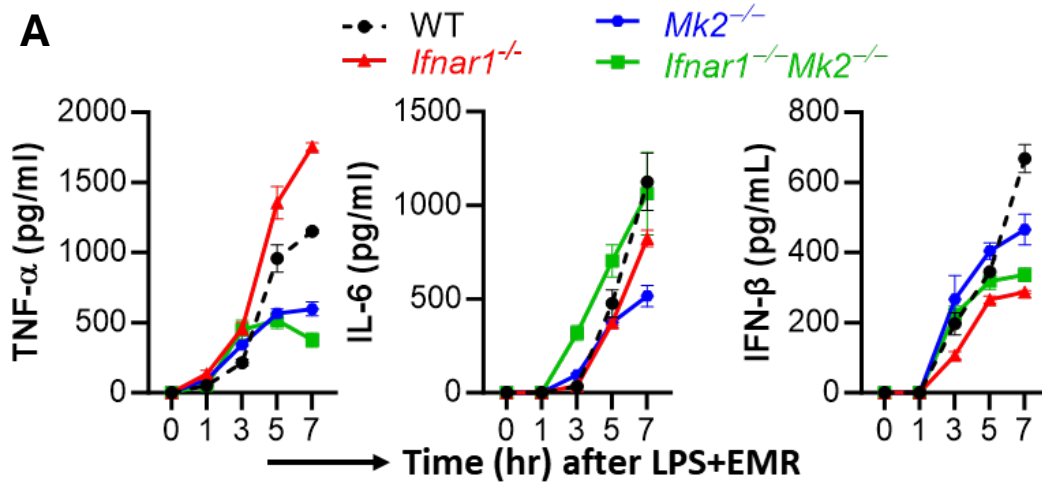 A
WT
Mk2⁻/⁻
Ifnar1⁻/⁻
Ifnar1⁻/⁻Mk2⁻/⁻
TNF-α (pg/ml)
2000
1500
1000
500
0
0 1 3 5 7
IL-6 (pg/ml)
1500
1000
500
0
0 1 3 5 7
IFN-β (pg/mL)
600
400
200
0
0 1 3 5 7
Time (hr) after LPS+EMR